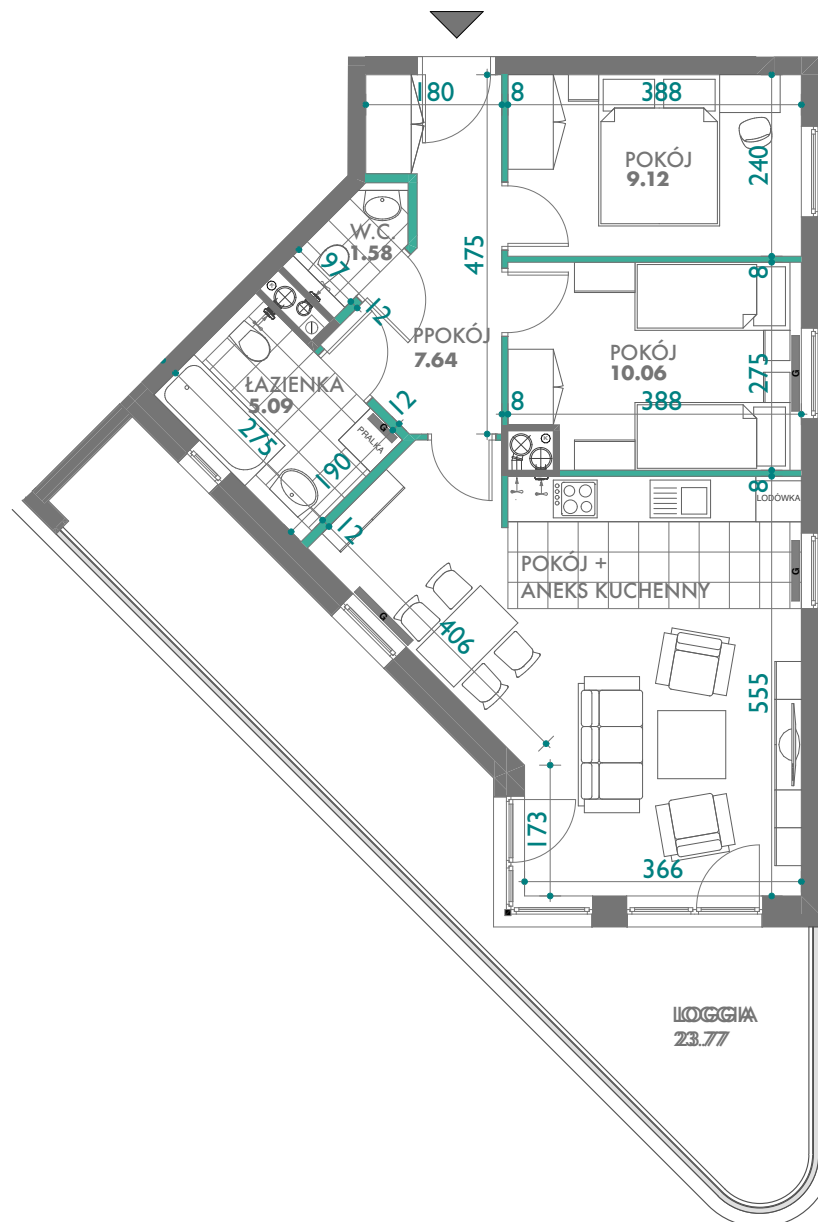 180
8
388
POKÓJ
9.12
240
W.C.
1.58
97
475
8
12
PPOKÓJ
7.64
POKÓJ
10.06
275
G
ŁAZIENKA
5.09
8
388
12
G
PRALKA
275
190
8
LODÓWKA
12
POKÓJ +
ANEKS KUCHENNY
G
G
406
555
173
366
LOGGIA
23.77